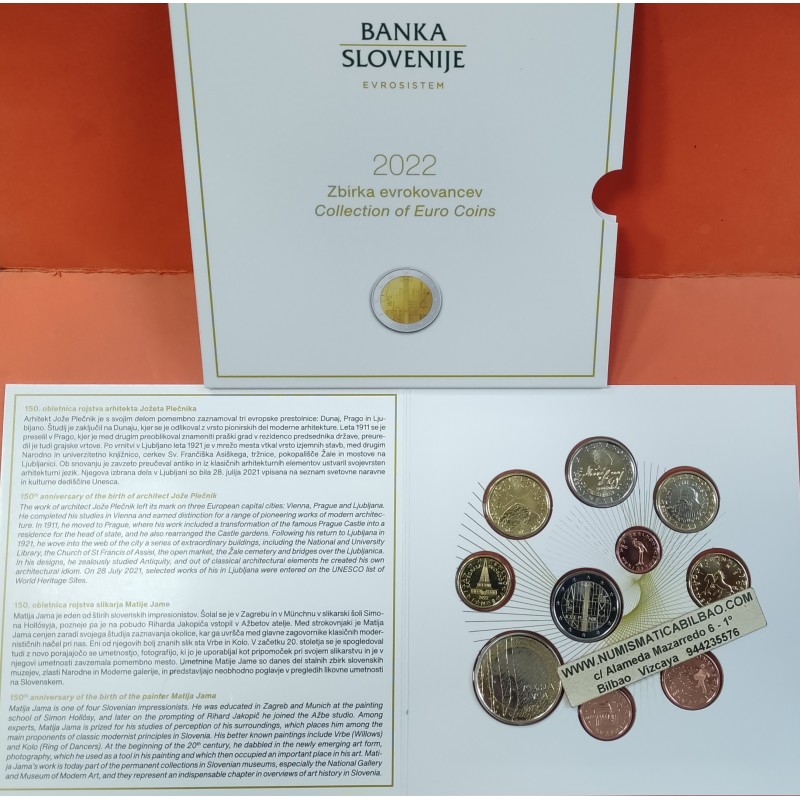 BANKA
SLOVENIJE
EVROSISTEM
2022
Zbirka evrokovancev
Collection of Euro Coins
150. obletnica rojstva arhitekta Jožeta Plečnika
Arhitekt Jože Plečnik je s svojim delom pomembno zaznamoval tri evropske prestolnice: Dunaj, Prago in Ljub-
ljano. Študij je zaključil na Dunaju, kjer se je odlikoval z vrsto pionirskih del moderne arhitekture. Leta 1911 se je
preselil v Prago, kjer je med drugim preoblikoval znameniti praški grad v rezidenco predsednika države, preure-
dil je tudi grajske vrtove. Po vrnitvi v Ljubljano leta 1921 je v mrežo mesta vtkal vrsto izjemnih stavb, med drugim
Narodno in univerzitetno knjižnico, cerkev Sv. Frančiška Asiškega, tržnice, pokopališče Žale in mostove na
Ljubljanici. Ob snovanju je zavzeto preučeval antiko in iz klasičnih arhitekturnih elementov ustvaril svojevrsten
arhitekturni jezik. Njegova izbrana dela v Ljubljani so bila 28. julija 2021 vpisana na seznam svetovne naravne
in kulturne dediščine Unesca.
150th anniversary of the birth of architect Jože Plečnik
The work of architect Jože Plečnik left its mark on three European capital cities: Vienna, Prague and Ljubljana.
He completed his studies in Vienna and earned distinction for a range of pioneering works of modern architec-
ture. In 1911, he moved to Prague, where his work included a transformation of the famous Prague Castle into a
residence for the head of state, and he also rearranged the Castle gardens. Following his return to Ljubljana in
1921, he wove into the web of the city a series of extraordinary buildings, including the National and University
Library, the Church of St Francis of Assisi, the open market, the Žale cemetery and bridges over the Ljubljanica.
In his designs, he zealously studied Antiquity, and out of classical architectural elements he created his own
architectural idiom. On 28 July 2021, selected works of his in Ljubljana were entered on the UNESCO list of
World Heritage Sites.
150. obletnica rojstva slikarja Matije Jame
Matija Jama je eden od štirih slovenskih impresionistov. Šolal se je v Zagrebu in v Münchnu v slikarski šoli Simo-
na Hollósyja, pozneje pa je na pobudo Riharda Jakopiča vstopil v Ažbetov atelje. Med strokovnjaki je Matija
Jama cenjen zaradi svojega študija zaznavanja okolice, kar ga uvršča med glavne zagovornike klasičnih moder-
nističnih načel pri nas. Eni od njegovih bolj znanih slik sta Vrbe in Kolo. V začetku 20. stoletja se je spogledoval
tudi z novo porajajočo se umetnostjo, fotografijo, ki jo je uporabljal kot pripomoček pri svojem slikarstvu in je v
njegovi umetnosti zavzemala pomembno mesto. Umetnine Matije Jame so danes del stalnih zbirk slovenskih
muzejev, zlasti Narodne in Moderne galerije, in predstavljajo neobhodno poglavje v pregledih likovne umetnosti
na Slovenskem.
150th anniversary of the birth of the painter Matija Jama
Matija Jama is one of four Slovenian impressionists. He was educated in Zagreb and Munich at the painting
school of Simon Hollósy, and later on the prompting of Rihard Jakopič he joined the Ažbe studio. Among
experts, Matija Jama is prized for his studies of perception of his surroundings, which places him among the
main proponents of classic modernist principles in Slovenia. His better known paintings include Vrbe (Willows)
and Kolo (Ring of Dancers). At the beginning of the 20th century, he dabbled in the newly emerging art form,
photography, which he used as a tool in his painting and which then occupied an important place in his art. Mati-
ja Jama's work is today part of the permanent collections in Slovenian museums, especially the National Gallery
and Museum of Modern Art, and they represent an indispensable chapter in overviews of art history in Slovenia.
WWW.NUMISMATICABILBAO.COM
c/ Alameda Mazarredo 6 - 1º
Bilbao Vizcaya 944235576